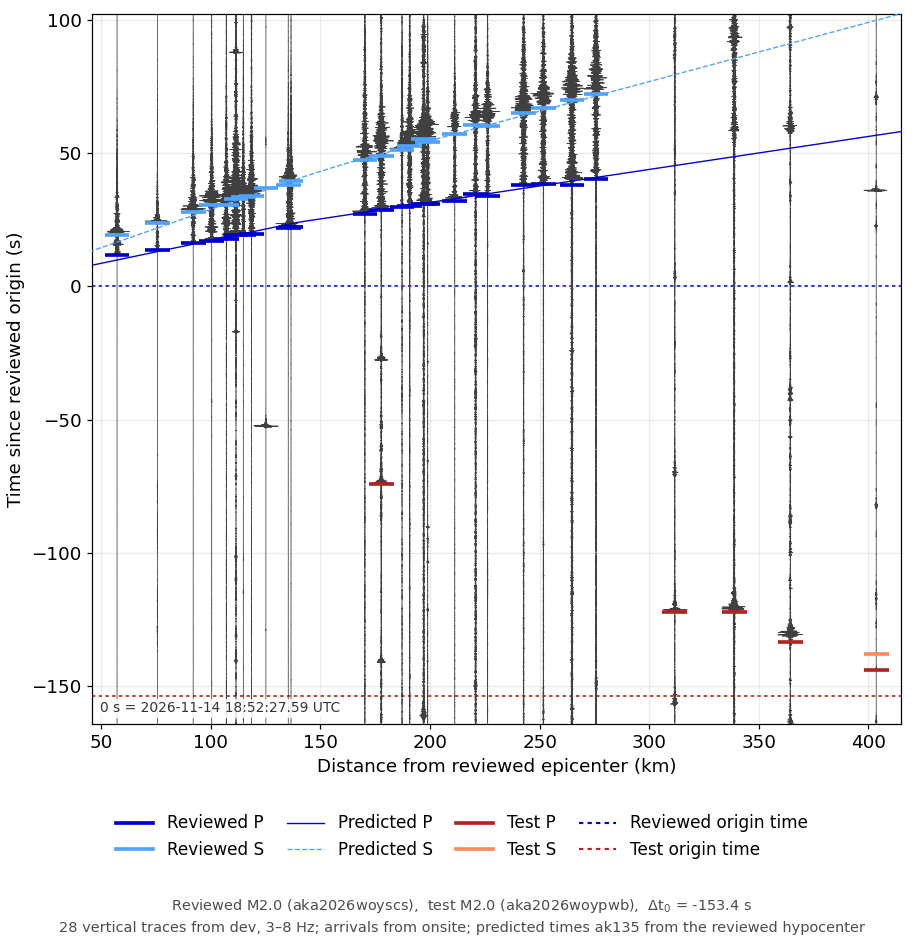 100
50
0
−50
−100
−150
Time since reviewed origin (s)
0 s = 2026-11-14 18:52:27.59 UTC
50 100 150 200 250 300 350 400
Distance from reviewed epicenter (km)
Reviewed P Predicted P Test P Reviewed origin time
Reviewed S Predicted S Test S Test origin time
Reviewed M2.0 (aka2026woyscs), test M2.0 (aka2026woypwb), Δt₀ = -153.4 s
28 vertical traces from dev, 3–8 Hz; arrivals from onsite; predicted times ak135 from the reviewed hypocenter